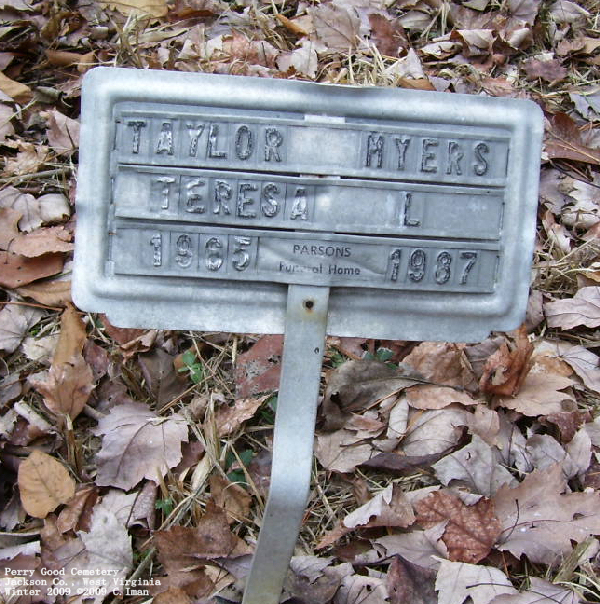 TAYLOR MYERS
TERESA L
1965 PARSONS 1987
Funeral Home
Perry Good Cemetery
Jackson Co., West Virginia
Winter 2009 ©2009 C.Iman